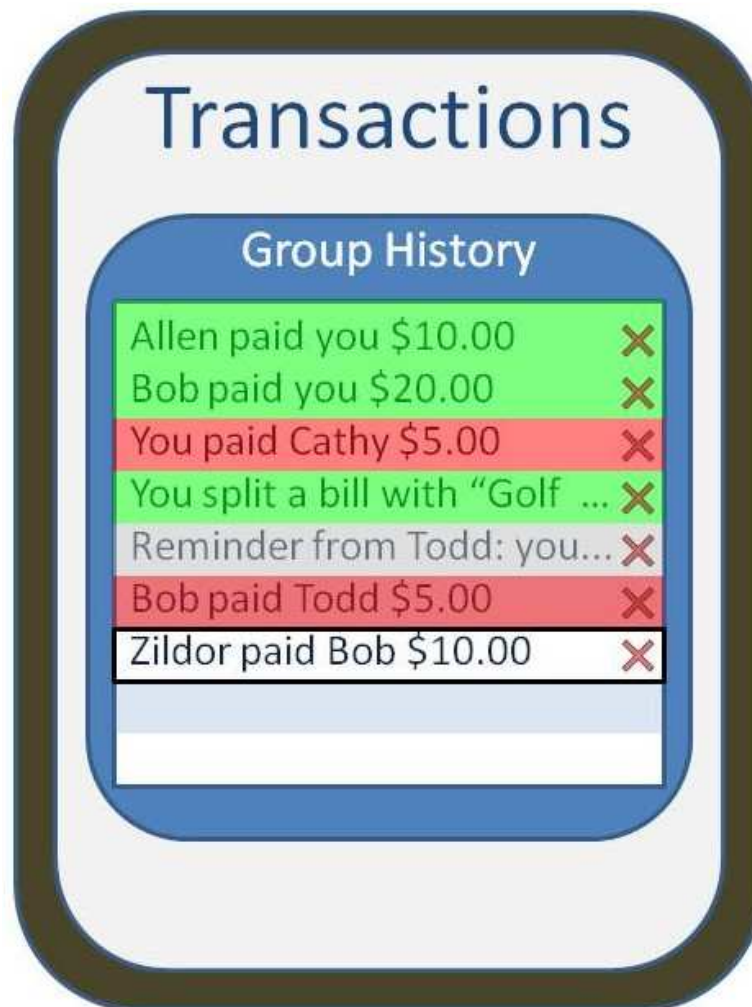 Transactions
Group History
Allen paid you $10.00
Bob paid you $20.00
You paid Cathy $5.00
You split a bill with “Golf ...
Reminder from Todd: you...
Bob paid Todd $5.00
Zildor paid Bob $10.00